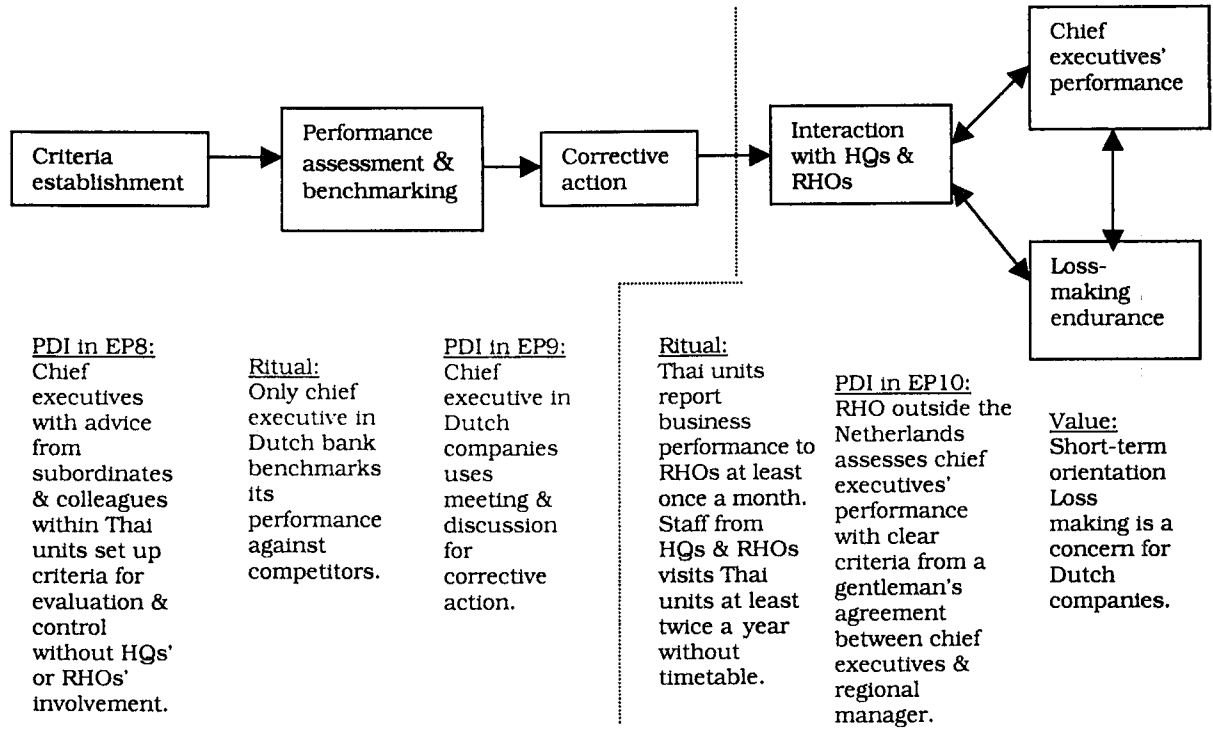 Criteria
establishment
Performance
assessment &
benchmarking
Corrective
action
Interaction
with HQs &
RHOs
Chief
executives'
performance
Loss-
making
endurance
PDI in EP8:
Chief
executives
with advice
from
subordinates
& colleagues
within Thai
units set up
criteria for
evaluation &
control
without HQs'
or RHOs'
involvement.
Ritual:
Only chief
executive in
Dutch bank
benchmarks
its
performance
against
competitors.
PDI in EP9:
Chief
executive in
Dutch
companies
uses
meeting &
discussion
for
corrective
action.
Ritual:
Thai units
report
business
performance to
RHOs at least
once a month.
Staff from
HQs & RHOs
visits Thai
units at least
twice a year
without
timetable.
PDI in EP10:
RHO outside the
Netherlands
assesses chief
executives'
performance
with clear
criteria from a
gentleman's
agreement
between chief
executives &
regional
manager.
Value:
Short-term
orientation
Loss
making is a
concern for
Dutch
companies.